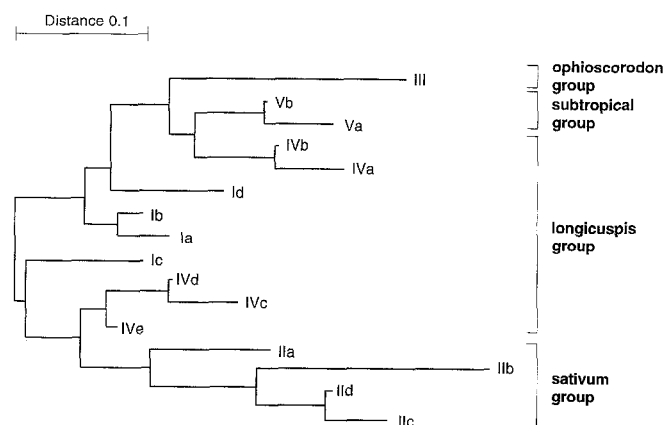 Distance 0.1
III
ophioscorodon
group
Vb
Va
subtropical
group
IVb
IVa
Id
Ib
Ia
longicuspis
group
Ic
IVd
IVc
IVe
IIa
IIb
IId
IIc
sativum
group